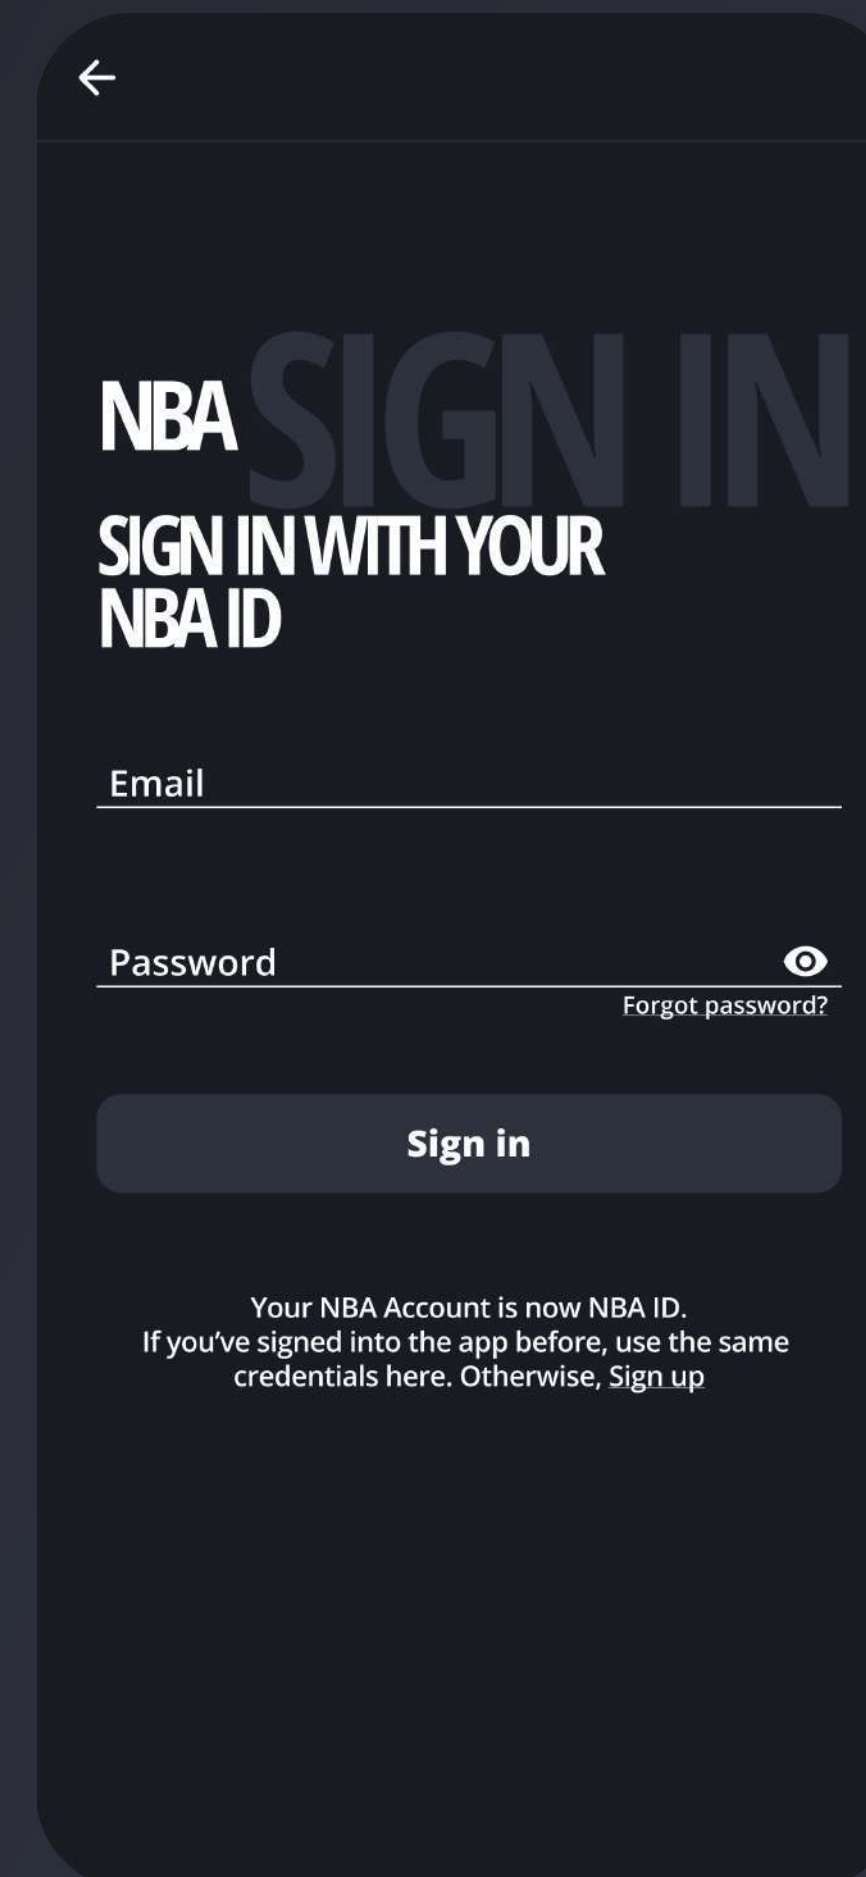 SIGN IN
NBA
SIGN IN WITH YOUR
NBA ID
Email
Password
Forgot password?
Sign in
Your NBA Account is now NBA ID.
If you’ve signed into the app before, use the same
credentials here. Otherwise, Sign up